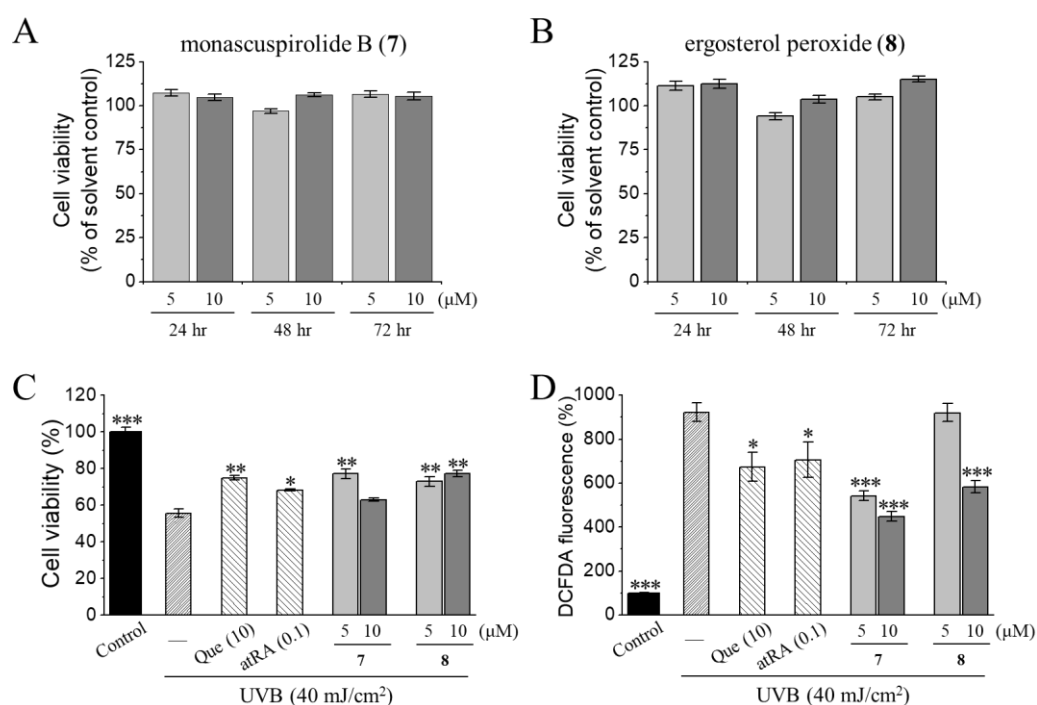 A
monascuspirolide B (7)
Cell viability
(% of solvent control)
125
100
75
50
25
0
5 10 5 10 5 10 (μM)
24 hr 48 hr 72 hr
B
ergosterol peroxide (8)
Cell viability
(% of solvent control)
125
100
75
50
25
0
5 10 5 10 5 10 (μM)
24 hr 48 hr 72 hr
C
Cell viability (%)
120
100
80
60
40
20
0
*** ** * ** ** **
Control — Que (10) atRA (0.1) 5 10 5 10 (μM)
7 8
UVB (40 mJ/cm²)
D
DCFDA fluorescence (%)
1000
800
600
400
200
0
*** * * *** *** ***
Control — Que (10) atRA (0.1) 5 10 5 10 (μM)
7 8
UVB (40 mJ/cm²)